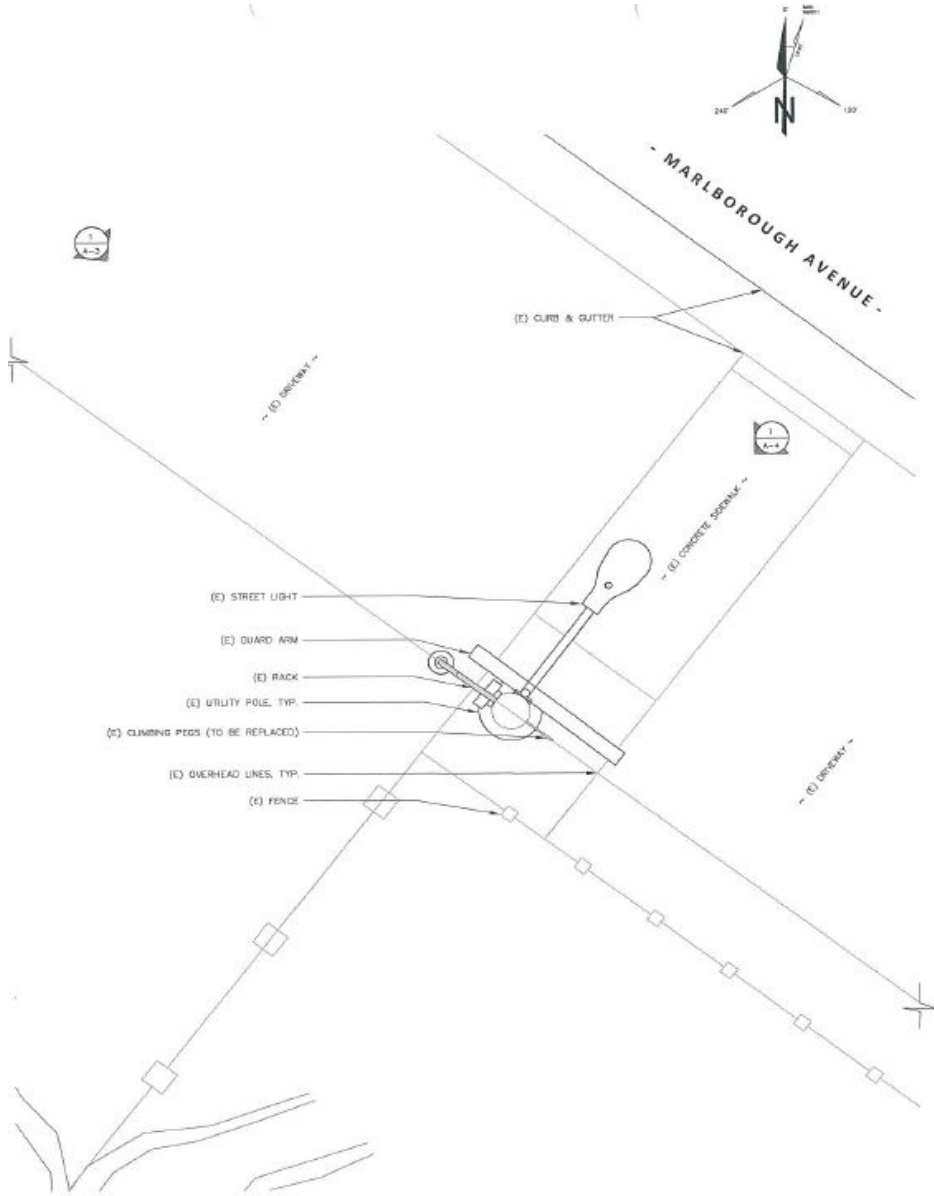 0°
N
240°
120°
- MARLBOROUGH AVENUE -
1
A-3
(E) CURB & GUTTER
~ (E) DRIVEWAY ~
1
A-4
~ (E) CONCRETE SIDEWALK ~
(E) STREET LIGHT
(E) GUARD ARM
(E) RACK
(E) UTILITY POLE, TYP.
(E) CLIMBING PEGS (TO BE REPLACED)
(E) OVERHEAD LINES, TYP.
(E) FENCE
~ (E) DRIVEWAY ~